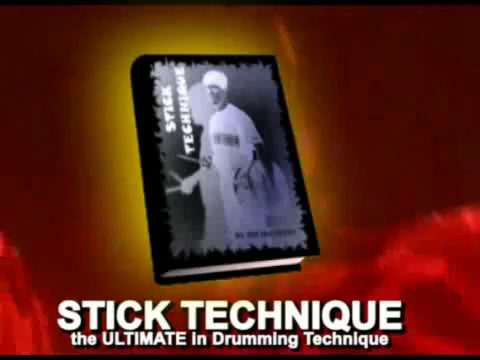 STICK
TECHNIQUE
STICK TECHNIQUE
the ULTIMATE in Drumming Technique